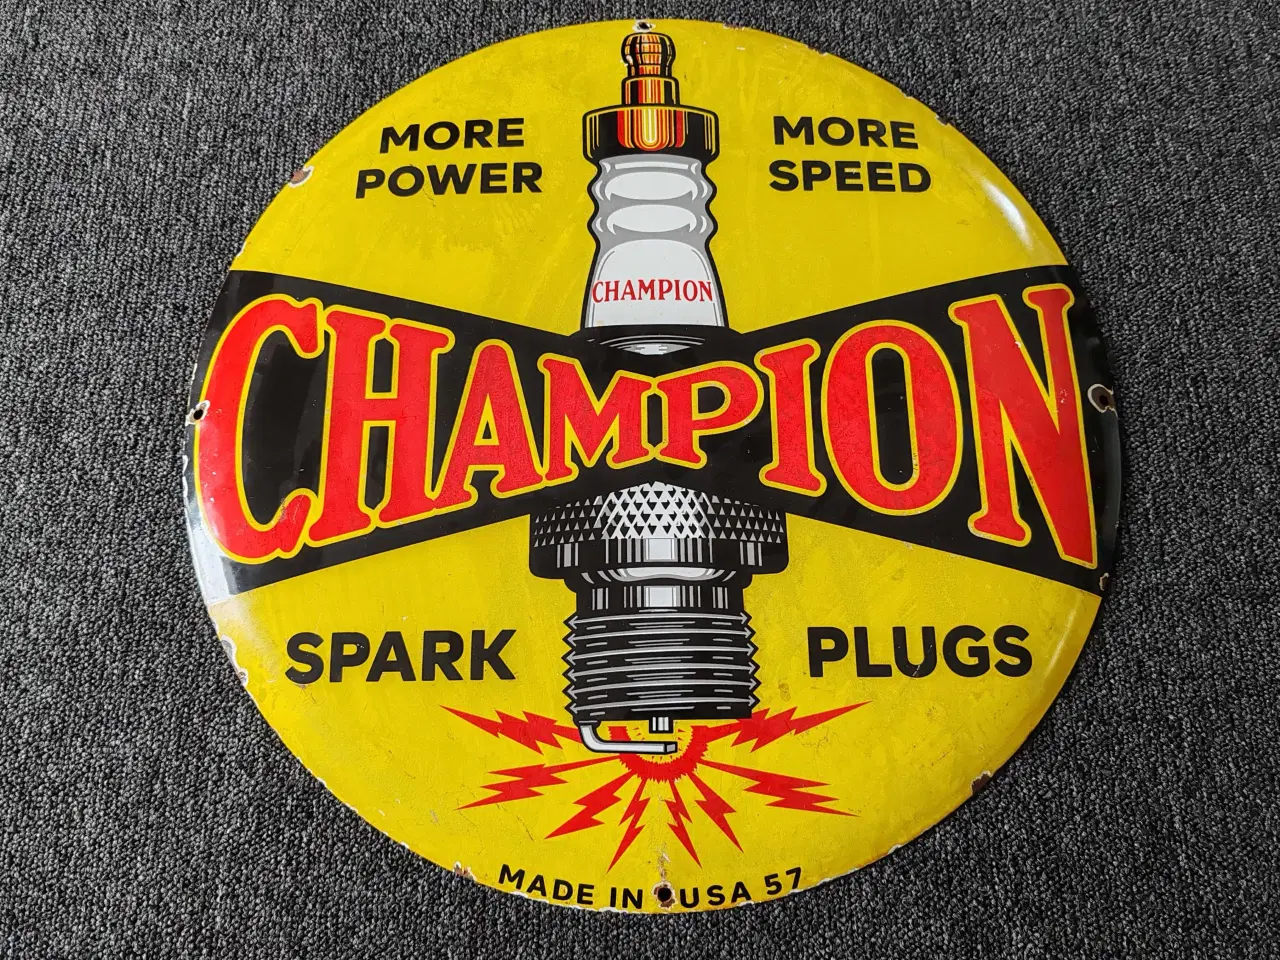 MORE
POWER
MORE
SPEED
CHAMPION
CHAMPION
SPARK PLUGS
MADE IN USA 57